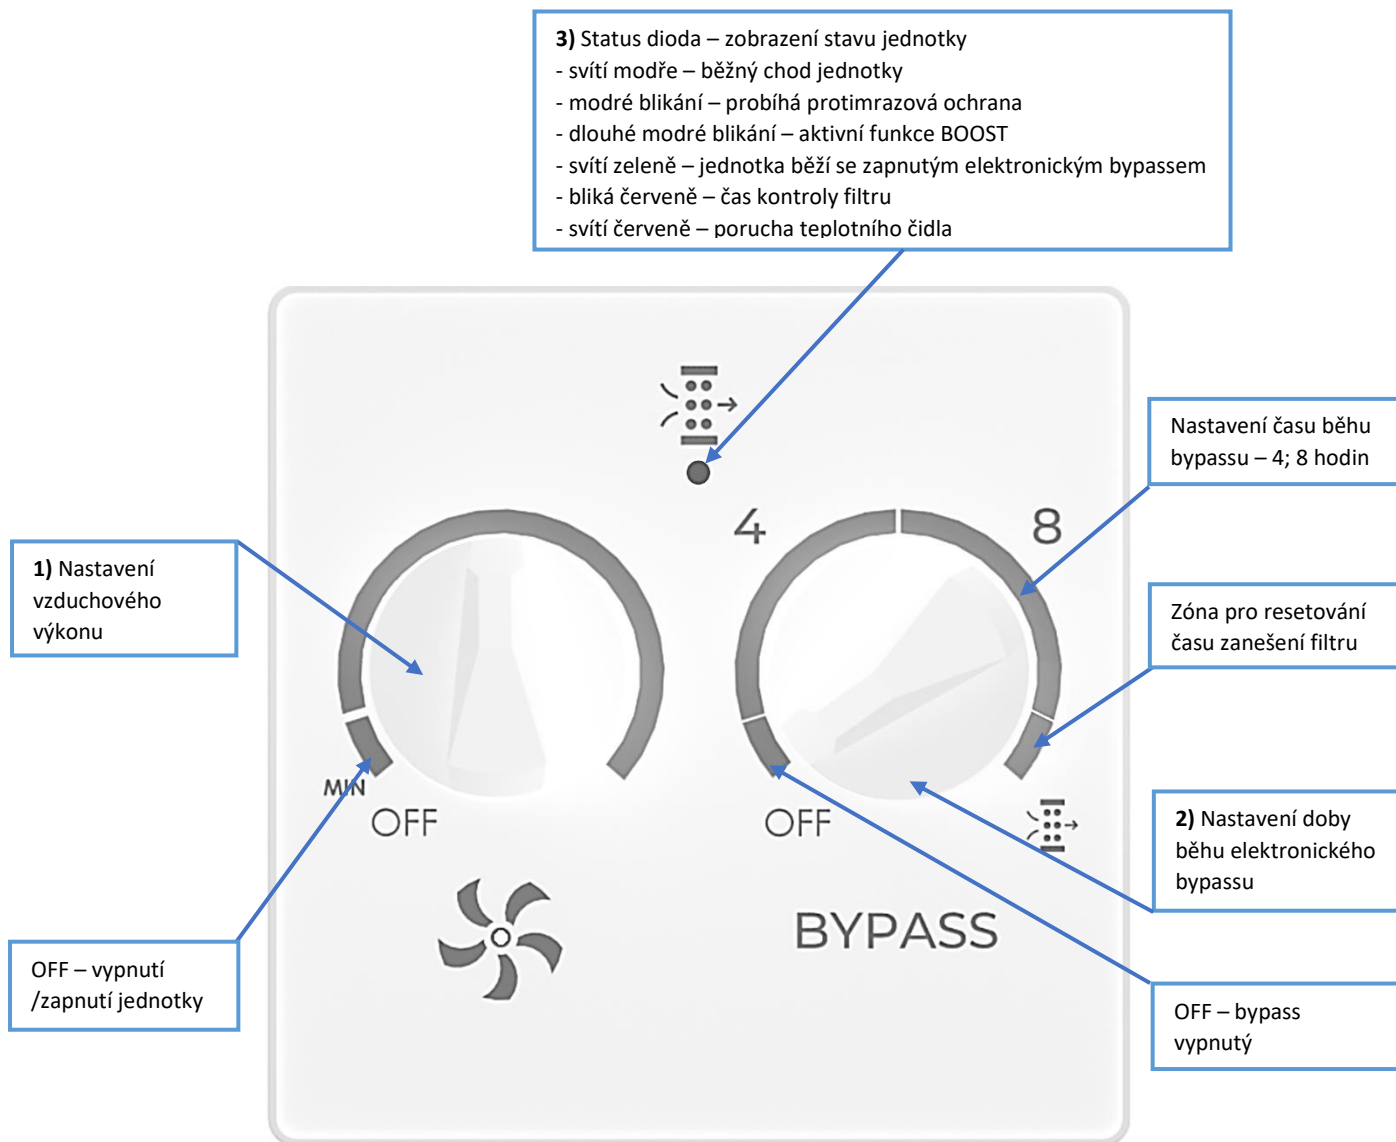 3) Status dioda – zobrazení stavu jednotky
- svítí modře – běžný chod jednotky
- modré blikání – probíhá protimrazová ochrana
- dlouhé modré blikání – aktivní funkce BOOST
- svítí zeleně – jednotka běží se zapnutým elektronickým bypassem
- bliká červeně – čas kontroly filtru
- svítí červeně – porucha teplotního čidla
Nastavení času běhu
bypassu – 4; 8 hodin
4
8
1) Nastavení
vzduchového
výkonu
Zóna pro resetování
času zanešení filtru
MIN
OFF
OFF
2) Nastavení doby
běhu elektronického
bypassu
BYPASS
OFF – vypnutí
/zapnutí jednotky
OFF – bypass
vypnutý